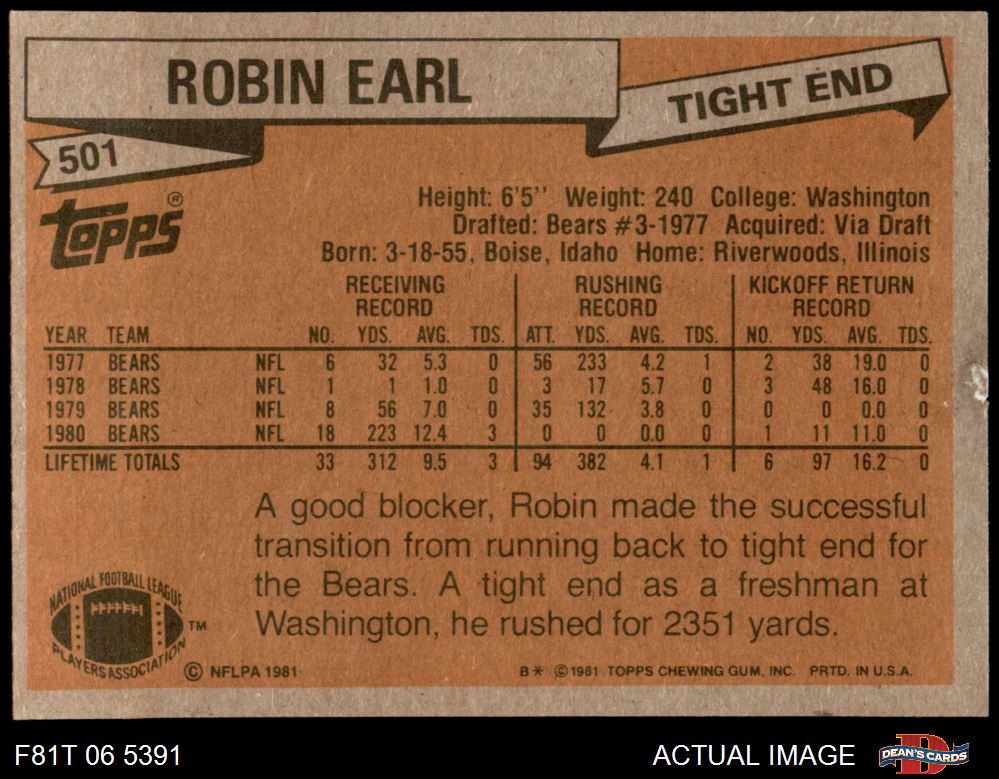 ROBIN EARL
TIGHT END
501
TOPPS®
Height: 6'5'' Weight: 240 College: Washington
Drafted: Bears #3-1977 Acquired: Via Draft
Born: 3-18-55, Boise, Idaho Home: Riverwoods, Illinois
RECEIVING RECORD RUSHING RECORD KICKOFF RETURN RECORD
YEAR TEAM NO. YDS. AVG. TDS. ATT. YDS. AVG. TDS. NO. YDS. AVG. TDS.
1977 BEARS NFL 6 32 5.3 0 56 233 4.2 1 2 38 19.0 0
1978 BEARS NFL 1 1 1.0 0 3 17 5.7 0 3 48 16.0 0
1979 BEARS NFL 8 56 7.0 0 35 132 3.8 0 0 0 0.0 0
1980 BEARS NFL 18 223 12.4 3 0 0 0.0 0 1 11 11.0 0
LIFETIME TOTALS 33 312 9.5 3 94 382 4.1 1 6 97 16.2 0
A good blocker, Robin made the successful
transition from running back to tight end for
the Bears. A tight end as a freshman at
Washington, he rushed for 2351 yards.
NATIONAL FOOTBALL LEAGUE
PLAYERS ASSOCIATION
TM
© NFLPA 1981
B* © 1981 TOPPS CHEWING GUM, INC. PRTD. IN U.S.A.
F81T 06 5391
ACTUAL IMAGE
D
DEAN'S CARDS